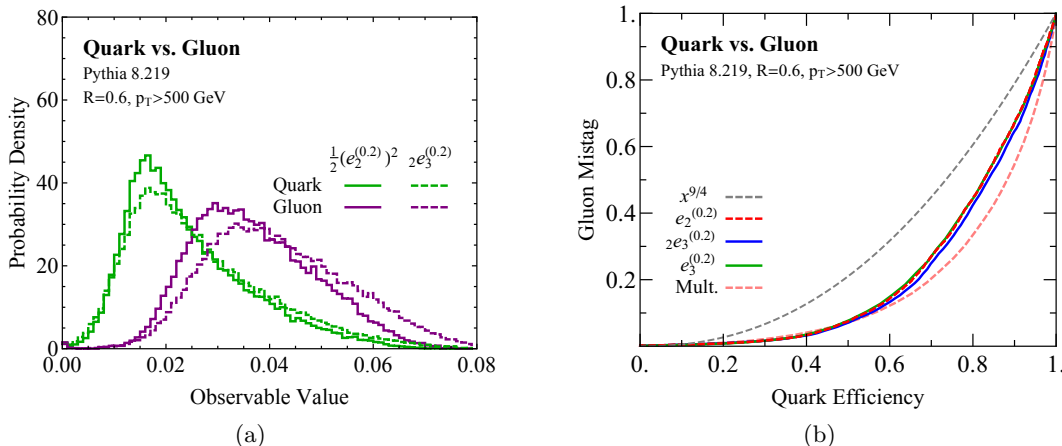 80
60
40
20
0
0.00
0.02
0.04
0.06
0.08
Probability Density
Observable Value
Quark vs. Gluon
Pythia 8.219
R=0.6, pT>500 GeV
½(e₂^(0.2))² ₂e₃^(0.2)
Quark
Gluon
(a)
1.
0.8
0.6
0.4
0.2
0.
0.2
0.4
0.6
0.8
1.
Gluon Mistag
Quark Efficiency
Quark vs. Gluon
Pythia 8.219, R=0.6, pT>500 GeV
x^9/4
e₂^(0.2)
₂e₃^(0.2)
e₃^(0.2)
Mult.
(b)